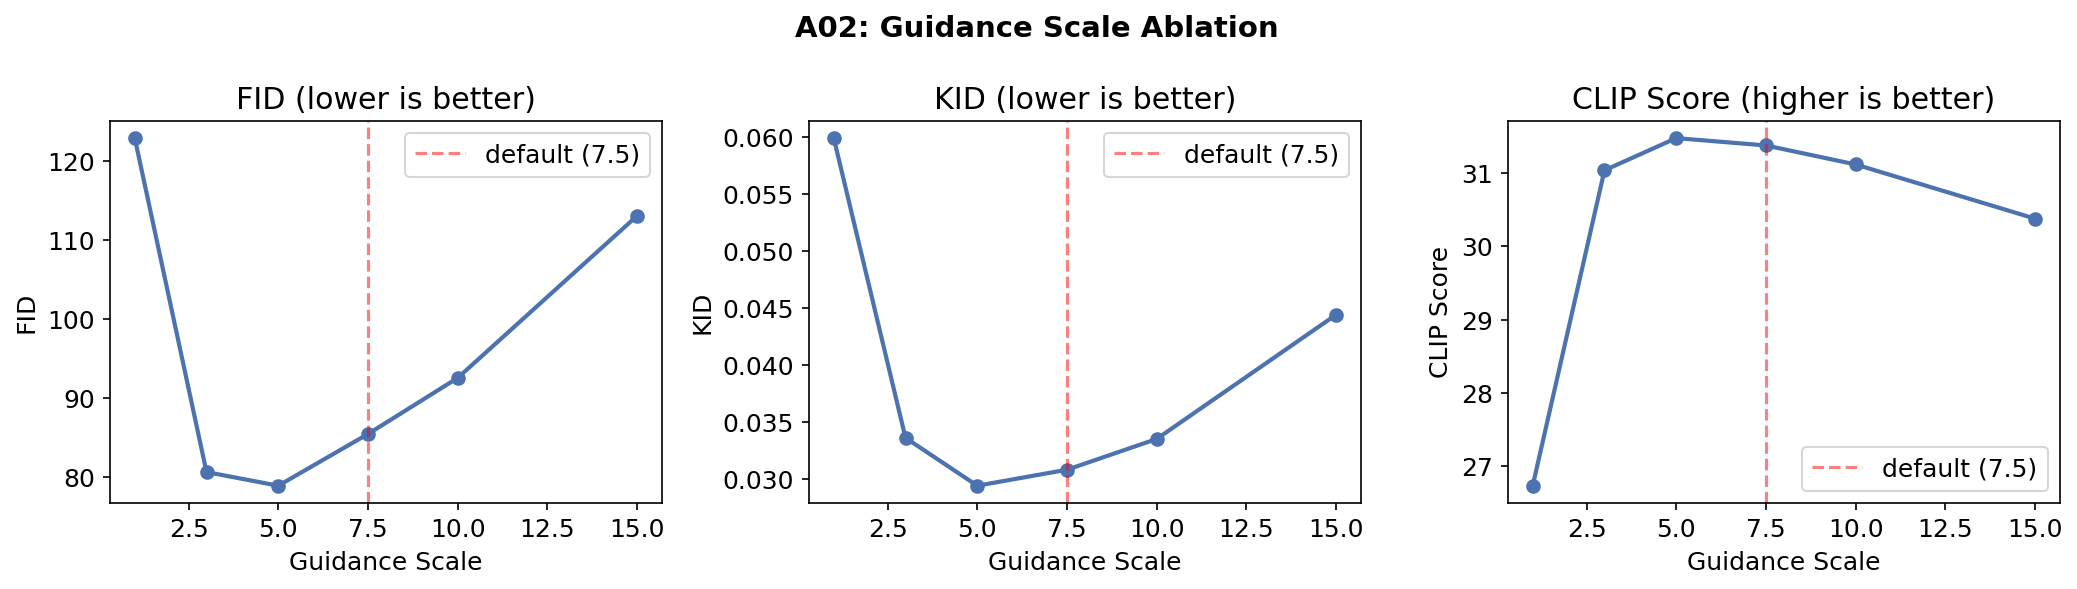 A02: Guidance Scale Ablation
FID (lower is better)
120
110
100
90
80
FID
default (7.5)
2.5 5.0 7.5 10.0 12.5 15.0
Guidance Scale
KID (lower is better)
0.060
0.055
0.050
0.045
0.040
0.035
0.030
KID
default (7.5)
2.5 5.0 7.5 10.0 12.5 15.0
Guidance Scale
CLIP Score (higher is better)
31
30
29
28
27
CLIP Score
default (7.5)
2.5 5.0 7.5 10.0 12.5 15.0
Guidance Scale